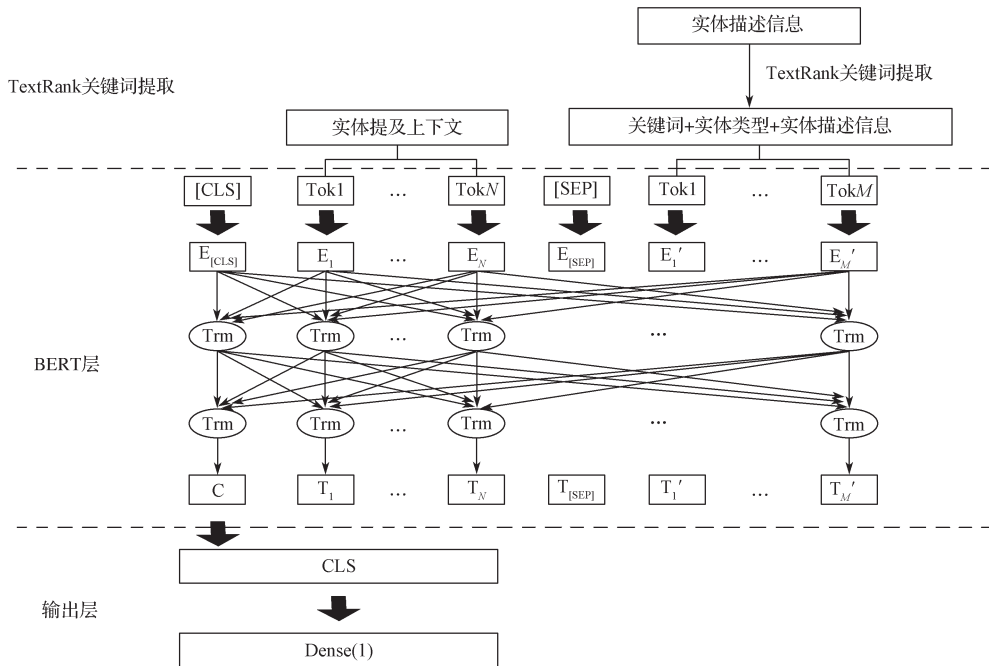 实体描述信息
TextRank关键词提取
TextRank关键词提取
实体提及上下文
关键词+实体类型+实体描述信息
[CLS] Tok1 ... TokN [SEP] Tok1 ... TokM
E[CLS] E1 ... EN E[SEP] E1′ ... EM′
Trm Trm ... Trm ... Trm
BERT层
Trm Trm ... Trm ... Trm
C T1 ... TN T[SEP] T1′ ... TM′
CLS
输出层
Dense(1)